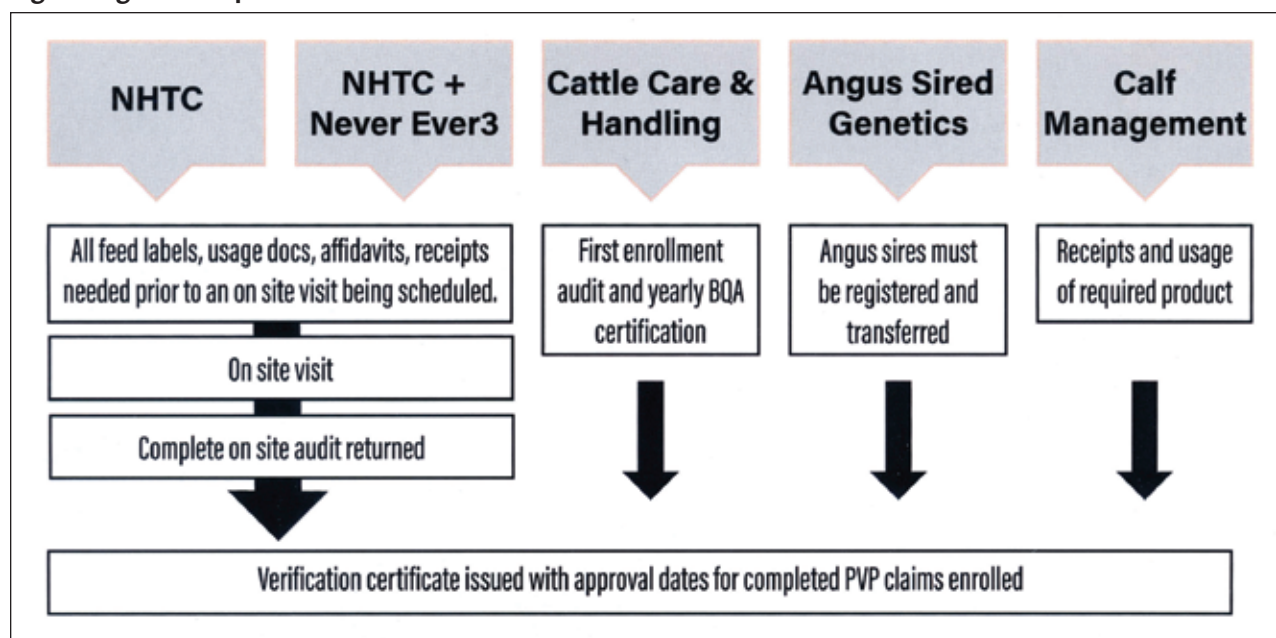 NHTC
NHTC +
Never Ever3
Cattle Care &
Handling
Angus Sired
Genetics
Calf
Management
All feed labels, usage docs, affidavits, receipts
needed prior to an on site visit being scheduled.
On site visit
Complete on site audit returned
First enrollment
audit and yearly BQA
certification
Angus sires must
be registered and
transferred
Receipts and usage
of required product
Verification certificate issued with approval dates for completed PVP claims enrolled